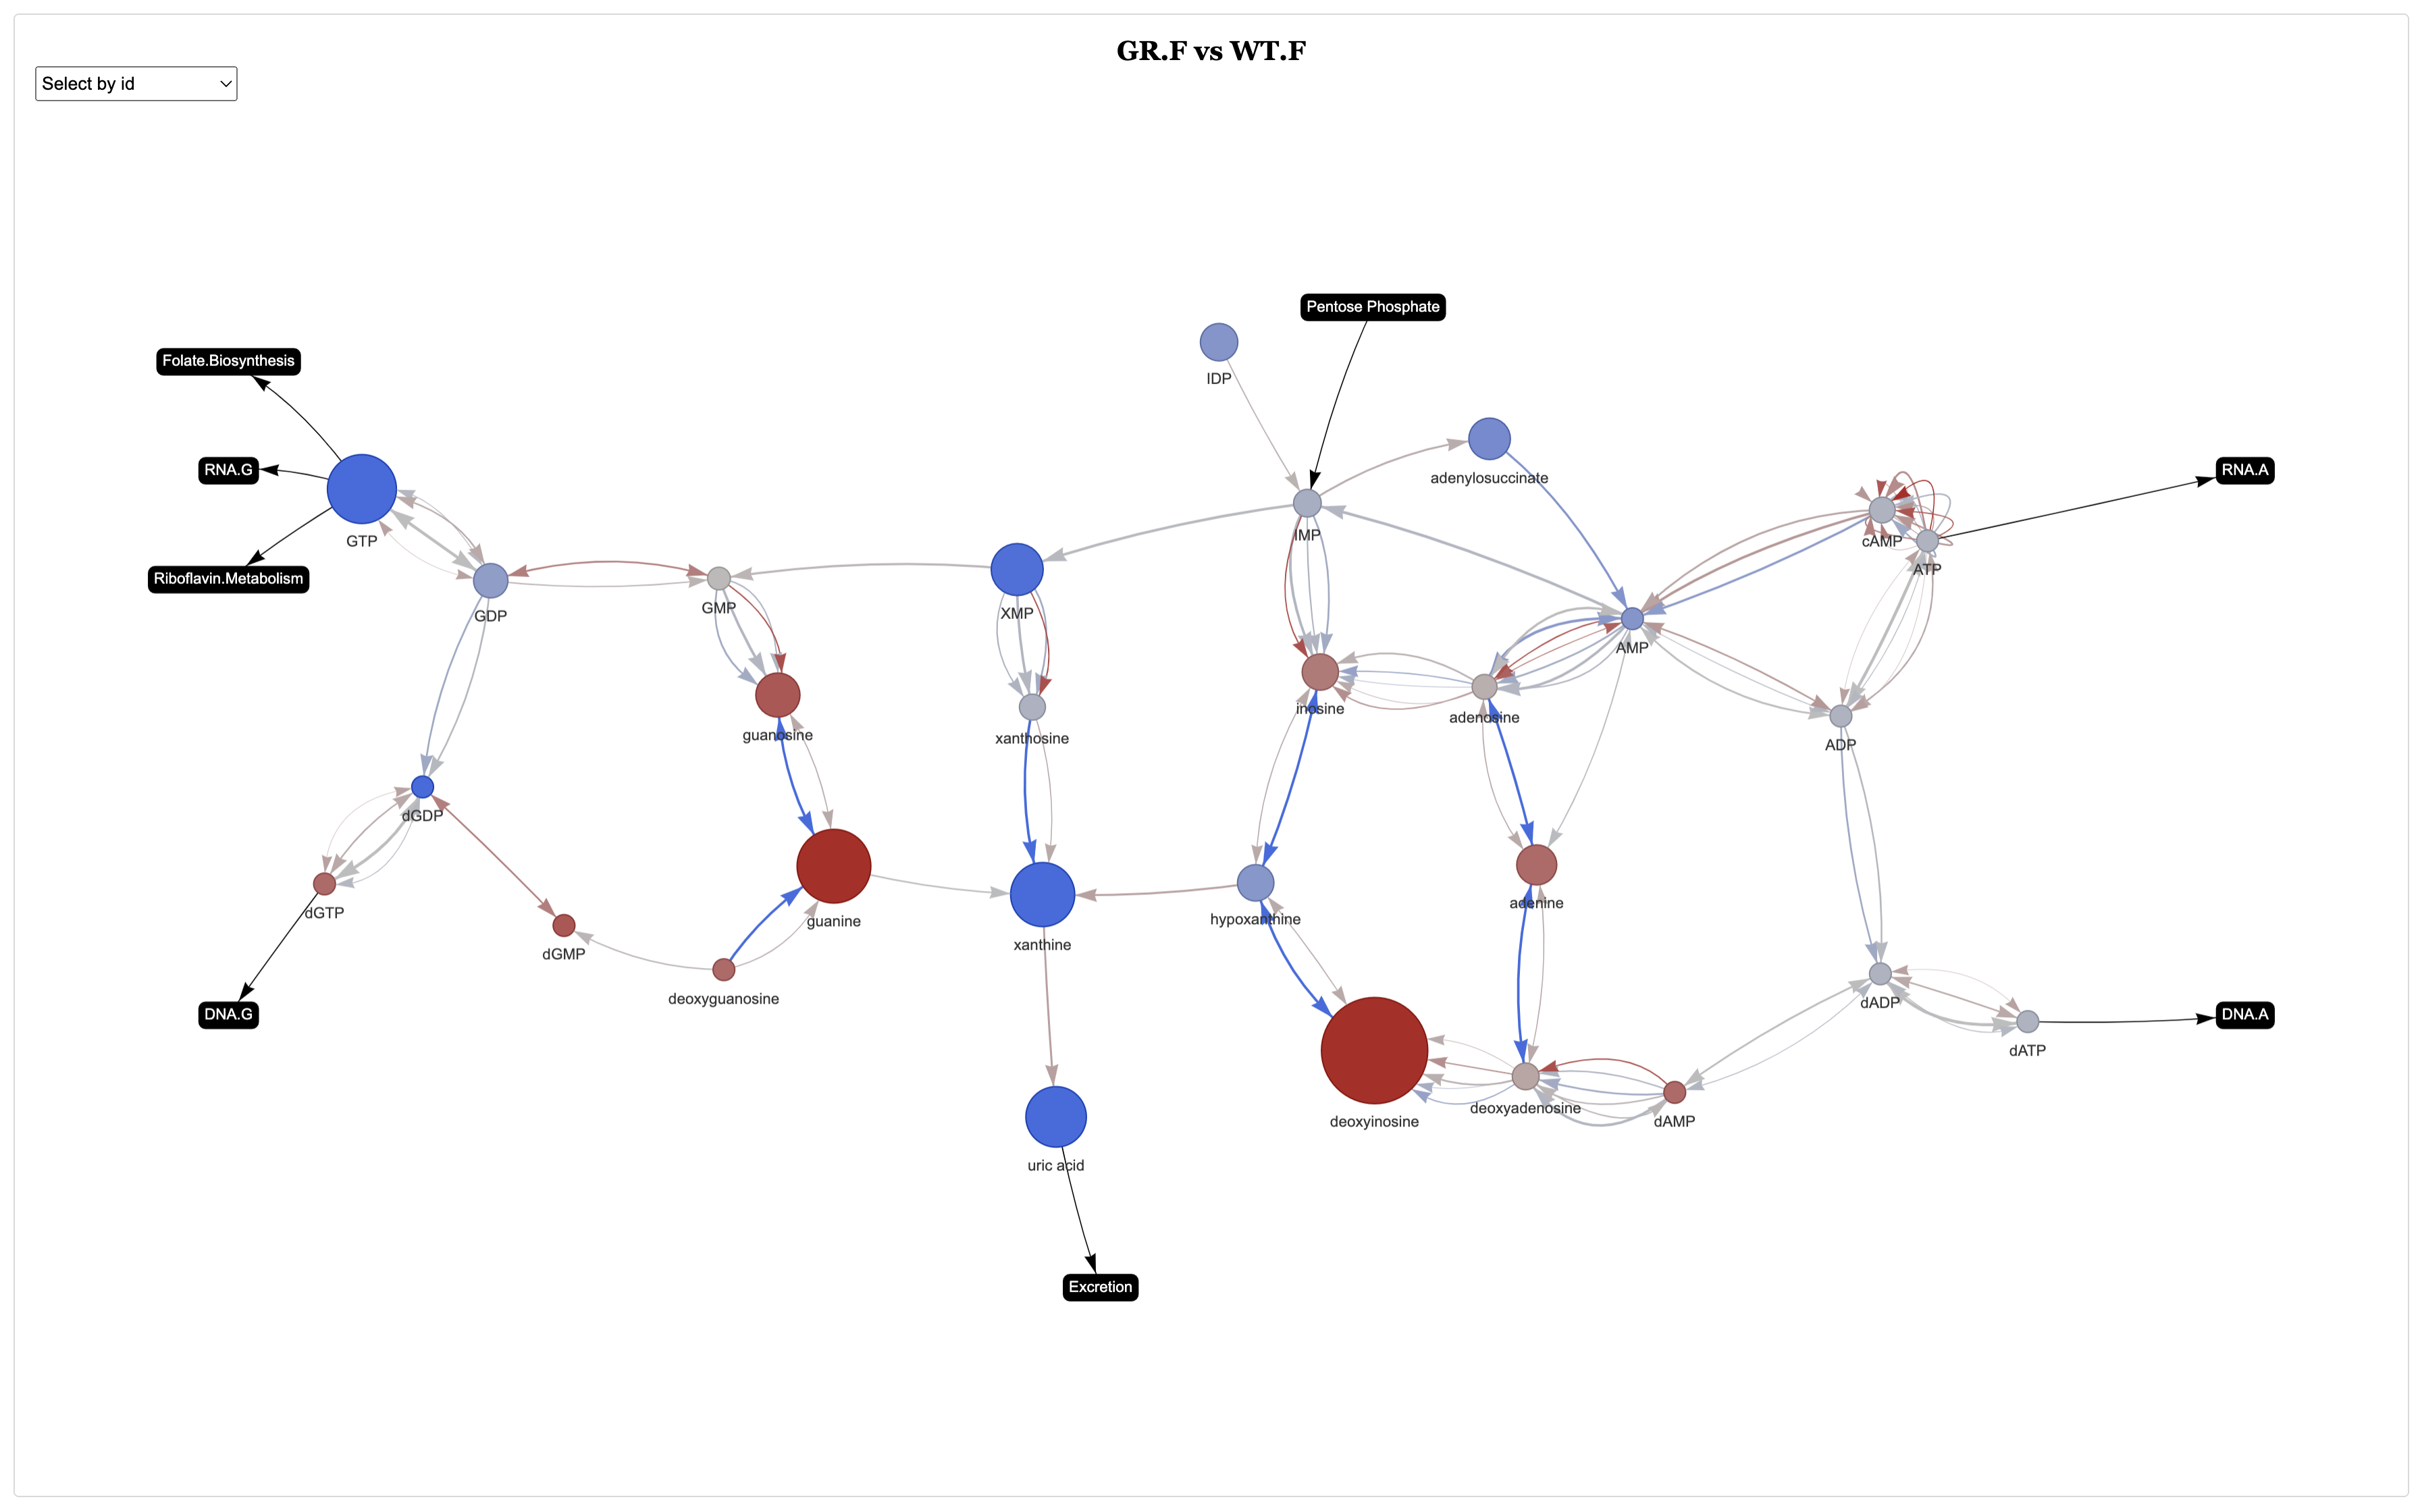 GR.F vs WT.F
Select by id
Pentose Phosphate
Folate.Biosynthesis
IDP
RNA.G
adenylosuccinate
RNA.A
GTP
IMP
cAMP
ATP
Riboflavin.Metabolism
GDP
GMP
XMP
AMP
guanosine
xanthosine
inosine
adenosine
ADP
dGDP
dGTP
guanine
hypoxanthine
adenine
dGMP
xanthine
deoxyguanosine
dADP
DNA.G
DNA.A
dATP
deoxyinosine
deoxyadenosine
dAMP
uric acid
Excretion